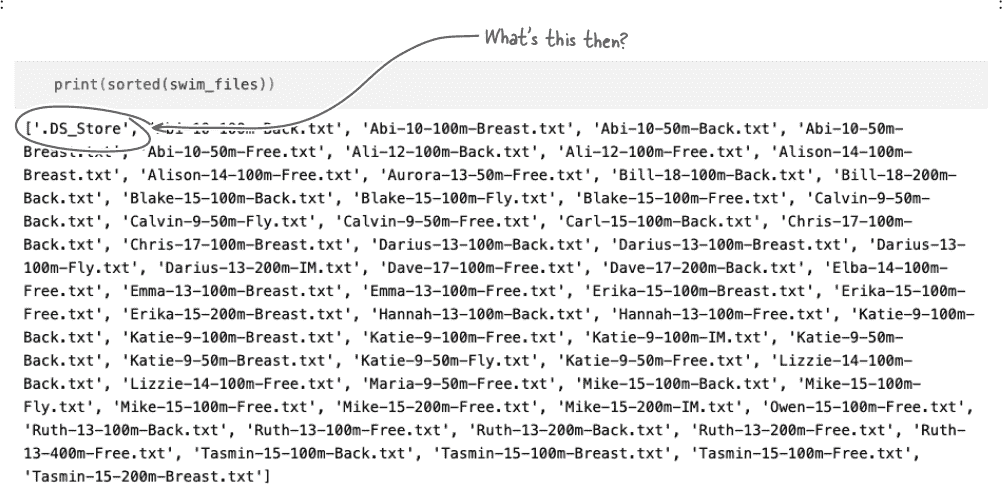 What's this then?
print(sorted(swim_files))
['.DS_Store', 'Abi-10-100m-Back.txt', 'Abi-10-100m-Breast.txt', 'Abi-10-50m-Back.txt', 'Abi-10-50m-
Breast.txt', 'Abi-10-50m-Free.txt', 'Ali-12-100m-Back.txt', 'Ali-12-100m-Free.txt', 'Alison-14-100m-
Breast.txt', 'Alison-14-100m-Free.txt', 'Aurora-13-50m-Free.txt', 'Bill-18-100m-Back.txt', 'Bill-18-200m-
Back.txt', 'Blake-15-100m-Back.txt', 'Blake-15-100m-Fly.txt', 'Blake-15-100m-Free.txt', 'Calvin-9-50m-
Back.txt', 'Calvin-9-50m-Fly.txt', 'Calvin-9-50m-Free.txt', 'Carl-15-100m-Back.txt', 'Chris-17-100m-
Back.txt', 'Chris-17-100m-Breast.txt', 'Darius-13-100m-Back.txt', 'Darius-13-100m-Breast.txt', 'Darius-13-
100m-Fly.txt', 'Darius-13-200m-IM.txt', 'Dave-17-100m-Free.txt', 'Dave-17-200m-Back.txt', 'Elba-14-100m-
Free.txt', 'Emma-13-100m-Breast.txt', 'Emma-13-100m-Free.txt', 'Erika-15-100m-Breast.txt', 'Erika-15-100m-
Free.txt', 'Erika-15-200m-Breast.txt', 'Hannah-13-100m-Back.txt', 'Hannah-13-100m-Free.txt', 'Katie-9-100m-
Back.txt', 'Katie-9-100m-Breast.txt', 'Katie-9-100m-Free.txt', 'Katie-9-100m-IM.txt', 'Katie-9-50m-
Back.txt', 'Katie-9-50m-Breast.txt', 'Katie-9-50m-Fly.txt', 'Katie-9-50m-Free.txt', 'Lizzie-14-100m-
Back.txt', 'Lizzie-14-100m-Free.txt', 'Maria-9-50m-Free.txt', 'Mike-15-100m-Back.txt', 'Mike-15-100m-
Fly.txt', 'Mike-15-100m-Free.txt', 'Mike-15-200m-Free.txt', 'Mike-15-200m-IM.txt', 'Owen-15-100m-Free.txt',
'Ruth-13-100m-Back.txt', 'Ruth-13-100m-Free.txt', 'Ruth-13-200m-Back.txt', 'Ruth-13-200m-Free.txt', 'Ruth-
13-400m-Free.txt', 'Tasmin-15-100m-Back.txt', 'Tasmin-15-100m-Breast.txt', 'Tasmin-15-100m-Free.txt',
'Tasmin-15-200m-Breast.txt']